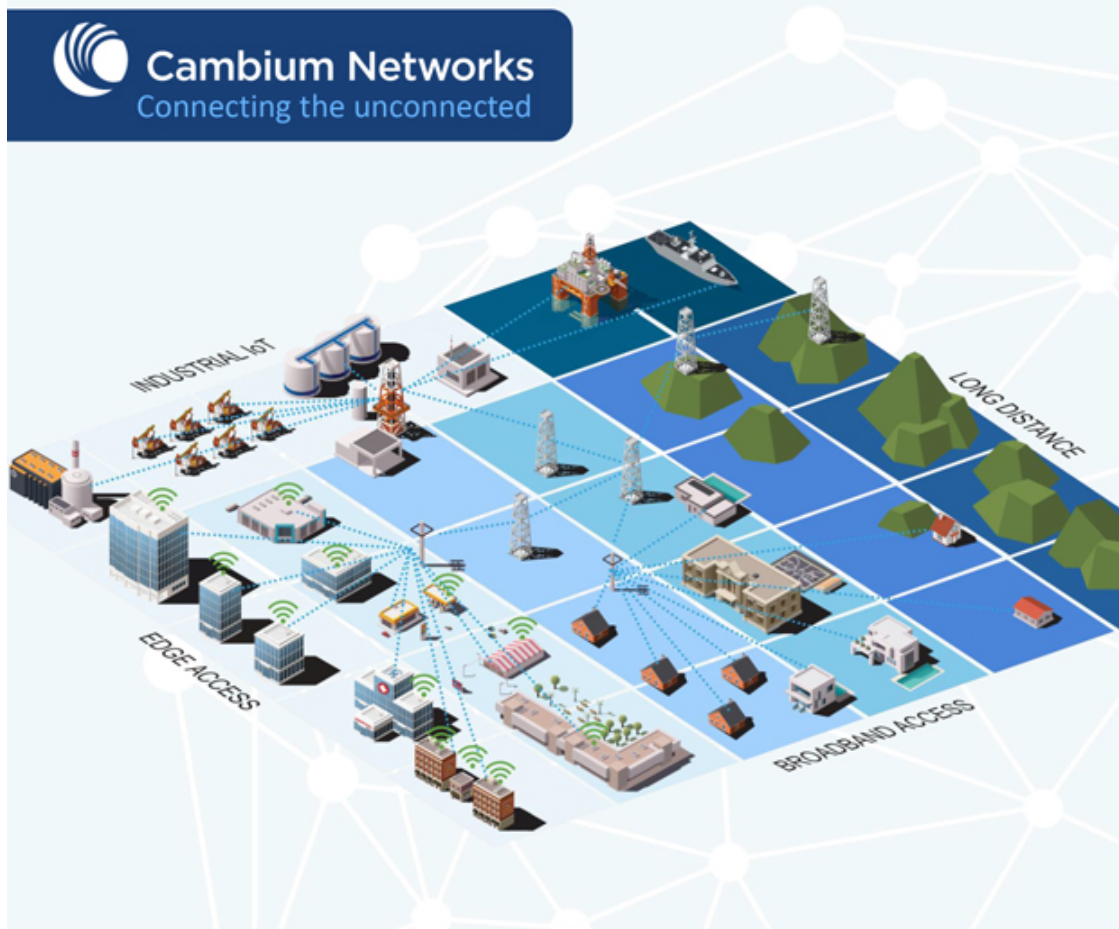 Cambium Networks
Connecting the unconnected
INDUSTRIAL IoT
LONG DISTANCE
EDGE ACCESS
BROADBAND ACCESS